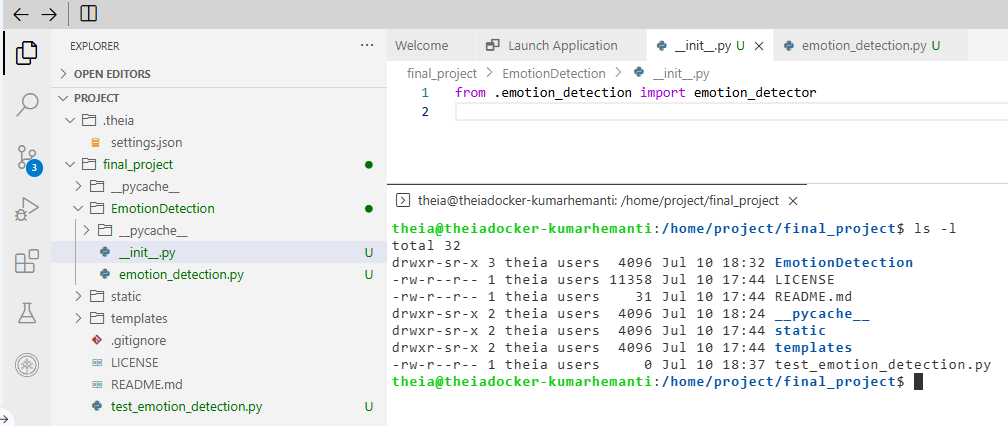 EXPLORER
OPEN EDITORS
PROJECT
.theia
settings.json
final_project
__pycache__
EmotionDetection
__pycache__
__init__.py U
emotion_detection.py U
static
templates
.gitignore
LICENSE
README.md
test_emotion_detection.py U
3
Welcome Launch Application __init__.py U emotion_detection.py U
final_project EmotionDetection __init__.py
1 from .emotion_detection import emotion_detector
2
theia@theiadocker-kumarhemanti: /home/project/final_project
theia@theiadocker-kumarhemanti:/home/project/final_project$ ls -l
total 32
drwxr-sr-x 3 theia users 4096 Jul 10 18:32 EmotionDetection
-rw-r--r-- 1 theia users 11358 Jul 10 17:44 LICENSE
-rw-r--r-- 1 theia users 31 Jul 10 17:44 README.md
drwxr-sr-x 2 theia users 4096 Jul 10 18:24 __pycache__
drwxr-sr-x 2 theia users 4096 Jul 10 17:44 static
drwxr-sr-x 2 theia users 4096 Jul 10 17:44 templates
-rw-r--r-- 1 theia users 0 Jul 10 18:37 test_emotion_detection.py
theia@theiadocker-kumarhemanti:/home/project/final_project$